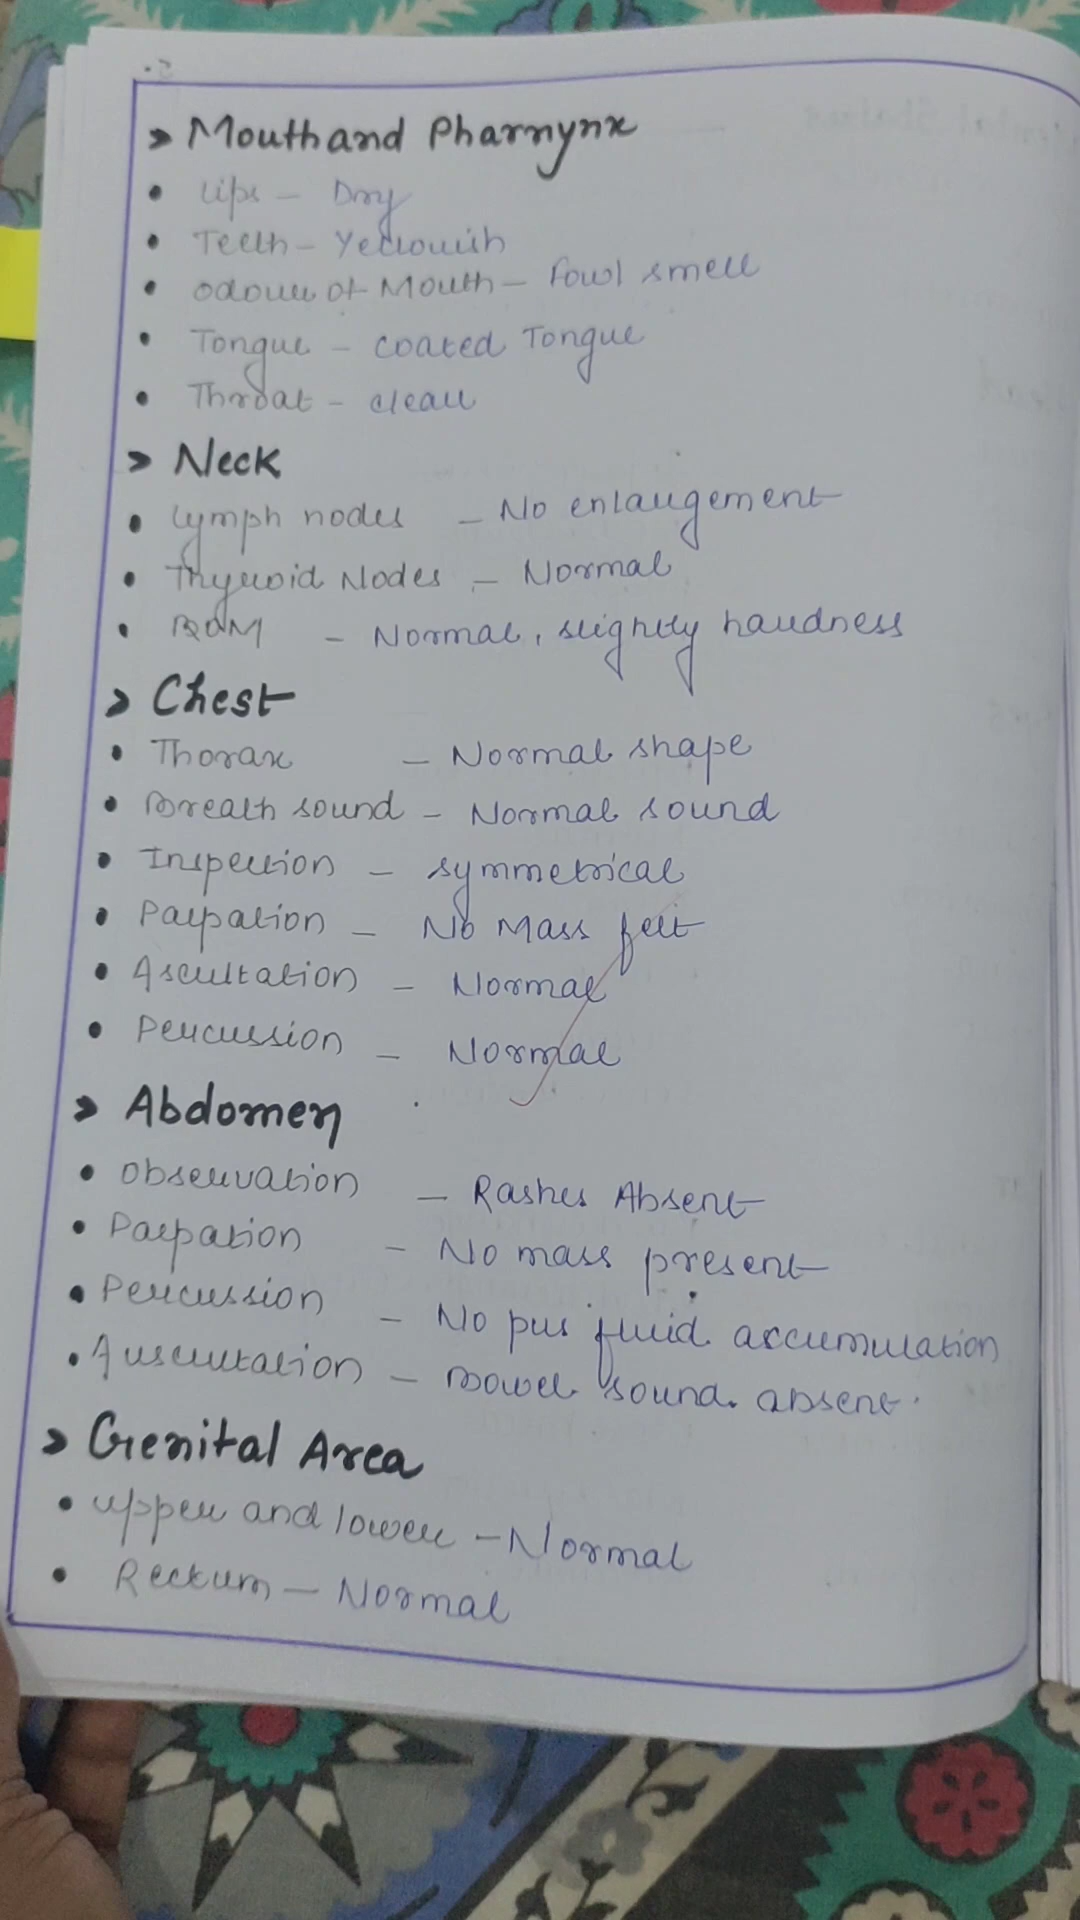 > Mouth and Pharnynx
• Lips - Dry
• Teeth - Yellowish
• odour of Mouth - Fowl smell
• Tongue - coated Tongue
• Throat - clear
> Neck
• Lymph nodes - No enlargement
• Thyroid Nodes - Normal
• ROM - Normal, slightly hardness
> Chest
• Thorax - Normal shape
• Breath sound - Normal sound
• Inspection - symmetrical
• Palpation - No Mass felt
• Ascultation - Normal
• Percussion - Normal
> Abdomen
• Observation - Rashes Absent
• Palpation - No mass present
• Percussion - No pus fluid accumulation
• Auscultation - Bowel sound absent.
> Genital Area
• upper and lower - Normal
• Rectum - Normal